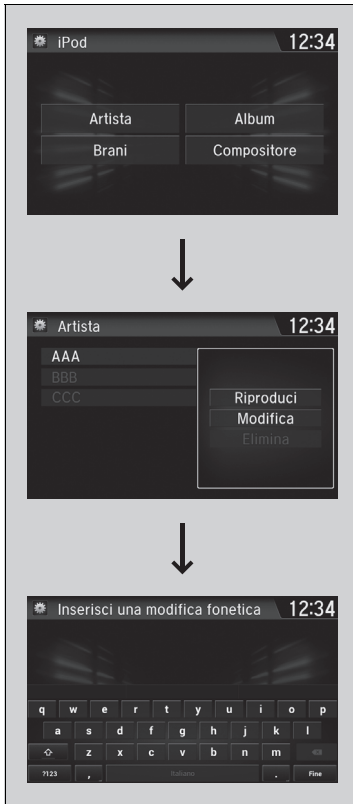 iPod 12:34
Artista Album
Brani Compositore
Artista 12:34
AAA
BBB
CCC
Riproduci
Modifica
Elimina
Inserisci una modifica fonetica 12:34
q w e r t y u i o p
a s d f g h j k l
z x c v b n m
?123 , Italiano . Fine